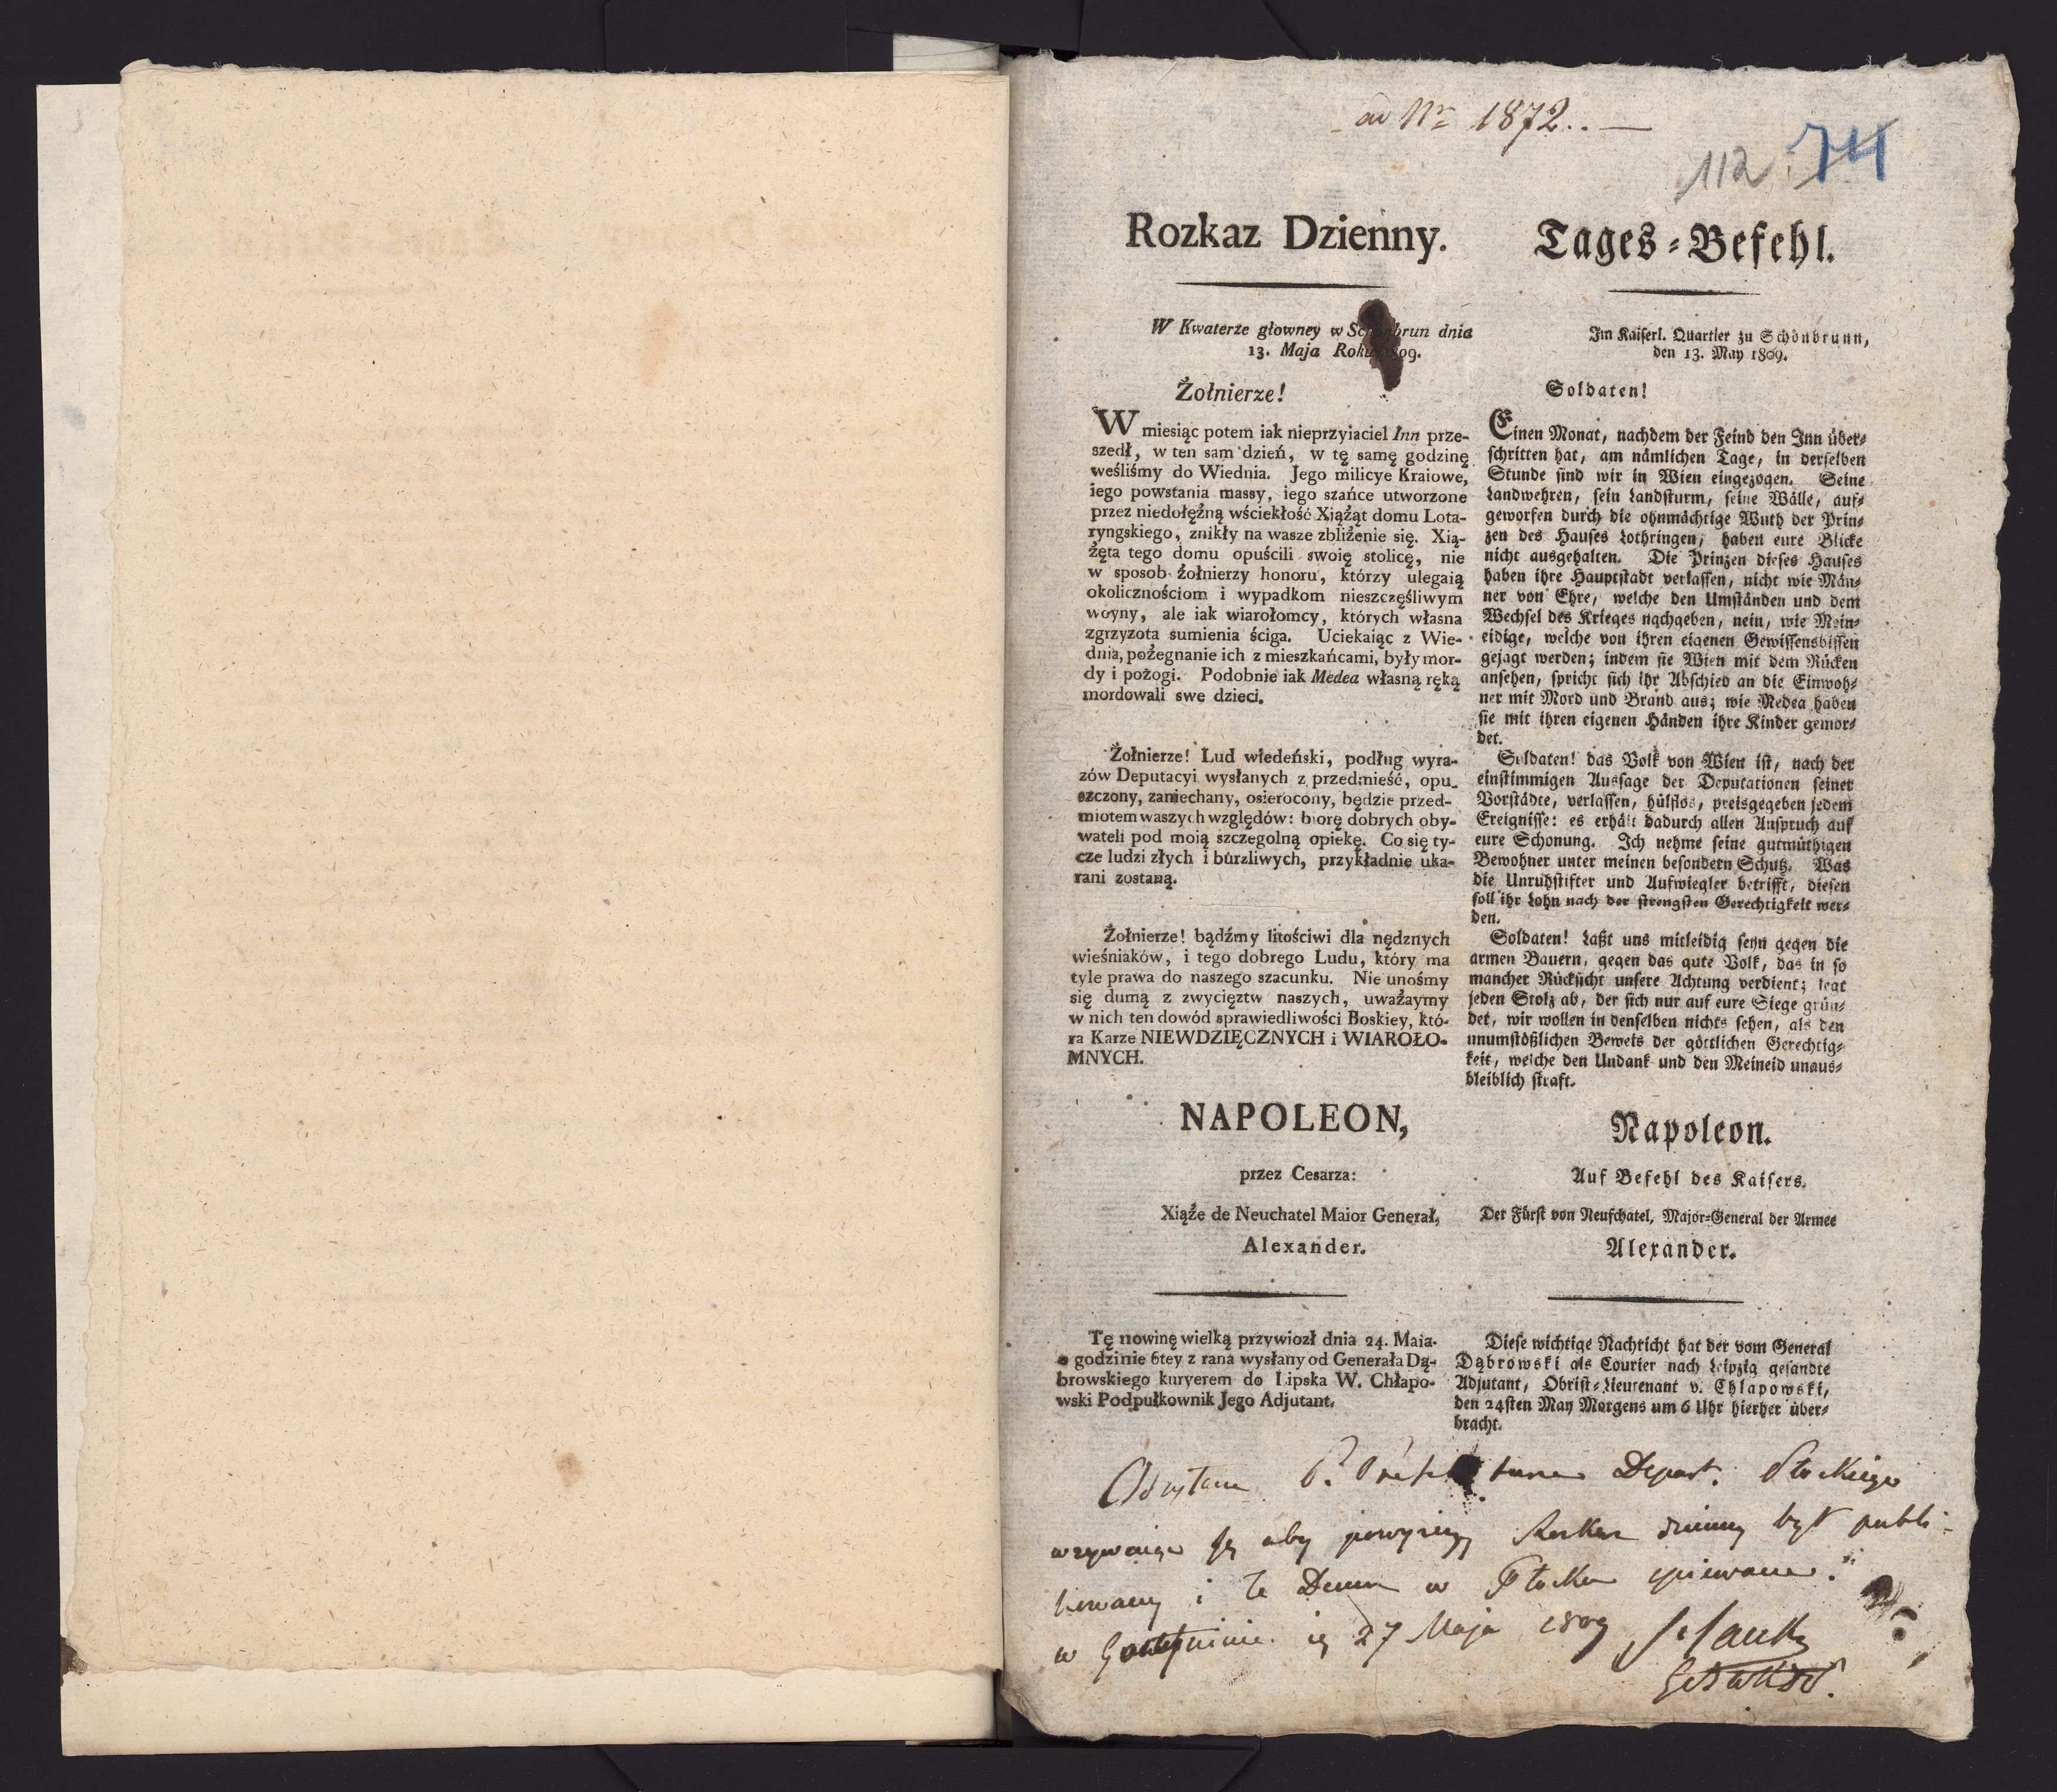 ad Nr 1872..—
112 74
Rozkaz Dzienny.
W Kwaterze głowney w Schönbrun dnia
13. Maja Roku 1809.
Żołnierze!
W miesiąc potem iak nieprzyiaciel Inn prze-
szedł, w ten sam dzień, w tę samę godzinę
weśliśmy do Wiednia. Jego milicye Kraiowe,
iego powstania massy, iego szańce utworzone
przez niedołężną wściekłość Xiążąt domu Lota-
ryngskiego, znikły na wasze zbliżenie się. Xią-
żęta tego domu opuścili swoię stolicę, nie
w sposob żołnierzy honoru, którzy ulegaią
okolicznościom i wypadkom nieszczęśliwym
woyny, ale iak wiarołomcy, których własna
zgrzyzota sumienia ściga. Uciekaiąc z Wie-
dnia, pożegnanie ich z mieszkańcami, były mor-
dy i pożogi. Podobnie iak Medea własną ręką
mordowali swe dzieci.
Żołnierze! Lud wiedeński, podług wyra-
zów Deputacyi wysłanych z przedmieść, opu-
szczony, zaniechany, osierocony, będzie przed-
miotem waszych względów: biorę dobrych oby-
wateli pod moią szczegolną opiekę. Co się ty-
cze ludzi złych i burzliwych, przykładnie uka-
rani zostaną.
Żołnierze! bądźmy litościwi dla nędznych
wieśniaków, i tego dobrego Ludu, który ma
tyle prawa do naszego szacunku. Nie unośmy
się dumą z zwycięztw naszych, uważaymy
w nich ten dowód sprawiedliwości Boskiey, któ-
ra Karze NIEWDZIĘCZNYCH i WIAROŁO-
MNYCH.
NAPOLEON,
przez Cesarza:
Xiąże de Neuchatel Maior Generał,
Alexander.
Tę nowinę wielką przywiozł dnia 24. Maia
o godzinie 6tey z rana wysłany od Generała Dą-
browskiego kuryerem do Lipska W. Chłapo-
wski Podpułkownik Jego Adjutant.
Tages-Befehl.
Im Kaiserl. Quartier zu Schönbrunn,
den 13. May 1809.
Soldaten!
Einen Monat, nachdem der Feind den Inn über-
schritten hat, am nämlichen Tage, in derselben
Stunde sind wir in Wien eingezogen. Seine
Landwehren, sein Landsturm, seine Wälle, auf-
geworfen durch die ohnmächtige Wuth der Prin-
zen des Hauses Lothringen, haben eure Blicke
nicht ausgehalten. Die Prinzen dieses Hauses
haben ihre Hauptstadt verlassen, nicht wie Män-
ner von Ehre, welche den Umständen und dem
Wechsel des Krieges nachgeben, nein, wie Mein-
eidige, welche von ihren eigenen Gewissensbissen
gejagt werden; indem sie Wien mit dem Rücken
ansehen, spricht sich ihr Abschied an die Einwoh-
ner mit Mord und Brand aus; wie Medea haben
sie mit ihren eigenen Händen ihre Kinder gemor-
det.
Soldaten! das Volk von Wien ist, nach der
einstimmigen Aussage der Deputationen seiner
Vorstädte, verlassen, hülflos, preisgegeben jedem
Ereignisse: es erhält dadurch allen Anspruch auf
eure Schonung. Ich nehme seine gutmüthigen
Bewohner unter meinen besondern Schutz. Was
die Unruhstifter und Aufwiegler betrifft, diesen
soll ihr Lohn nach der strengsten Gerechtigkeit wer-
den.
Soldaten! Laßt uns mitleidig seyn gegen die
armen Bauern, gegen das gute Volk, das in so
mancher Rücksicht unsere Achtung verdient; legt
jeden Stolz ab, der sich nur auf eure Siege grün-
det, wir wollen in denselben nichts sehen, als den
unumstößlichen Beweis der göttlichen Gerechtig-
keit, welche den Undank und den Meineid unaus-
bleiblich straft.
Napoleon.
Auf Befehl des Kaisers.
Der Fürst von Neufchatel, Major-General der Armee
Alexander.
Diese wichtige Nachricht hat der vom General
Dąbrowski als Courier nach Leipzig gesandte
Adjutant, Obrist-Lieutenant v. Chlapowski,
den 24sten May Morgens um 6 Uhr hierher über-
bracht.
Depart. Płockiego
wzywaiąc Ją aby powyższy Rozkaz dzienny był publi-
kowany i Te Deum w Płocku spiewane.
w 27 Maja 1809